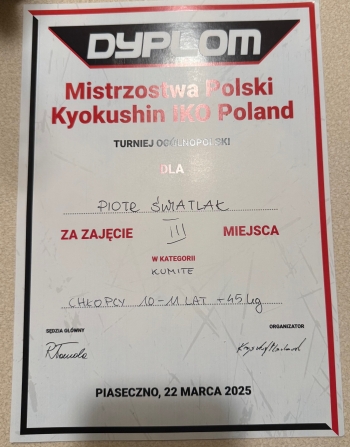 DYPLOM
Mistrzostwa Polski
Kyokushin IKO Poland
TURNIEJ OGÓLNOPOLSKI
DLA
PIOTR ŚWIATLAK
ZA ZAJĘCIE III MIEJSCA
W KATEGORII
KUMITE
CHŁOPCY 10-11 LAT +45 kg
SĘDZIA GŁÓWNY
ORGANIZATOR
PIASECZNO, 22 MARCA 2025